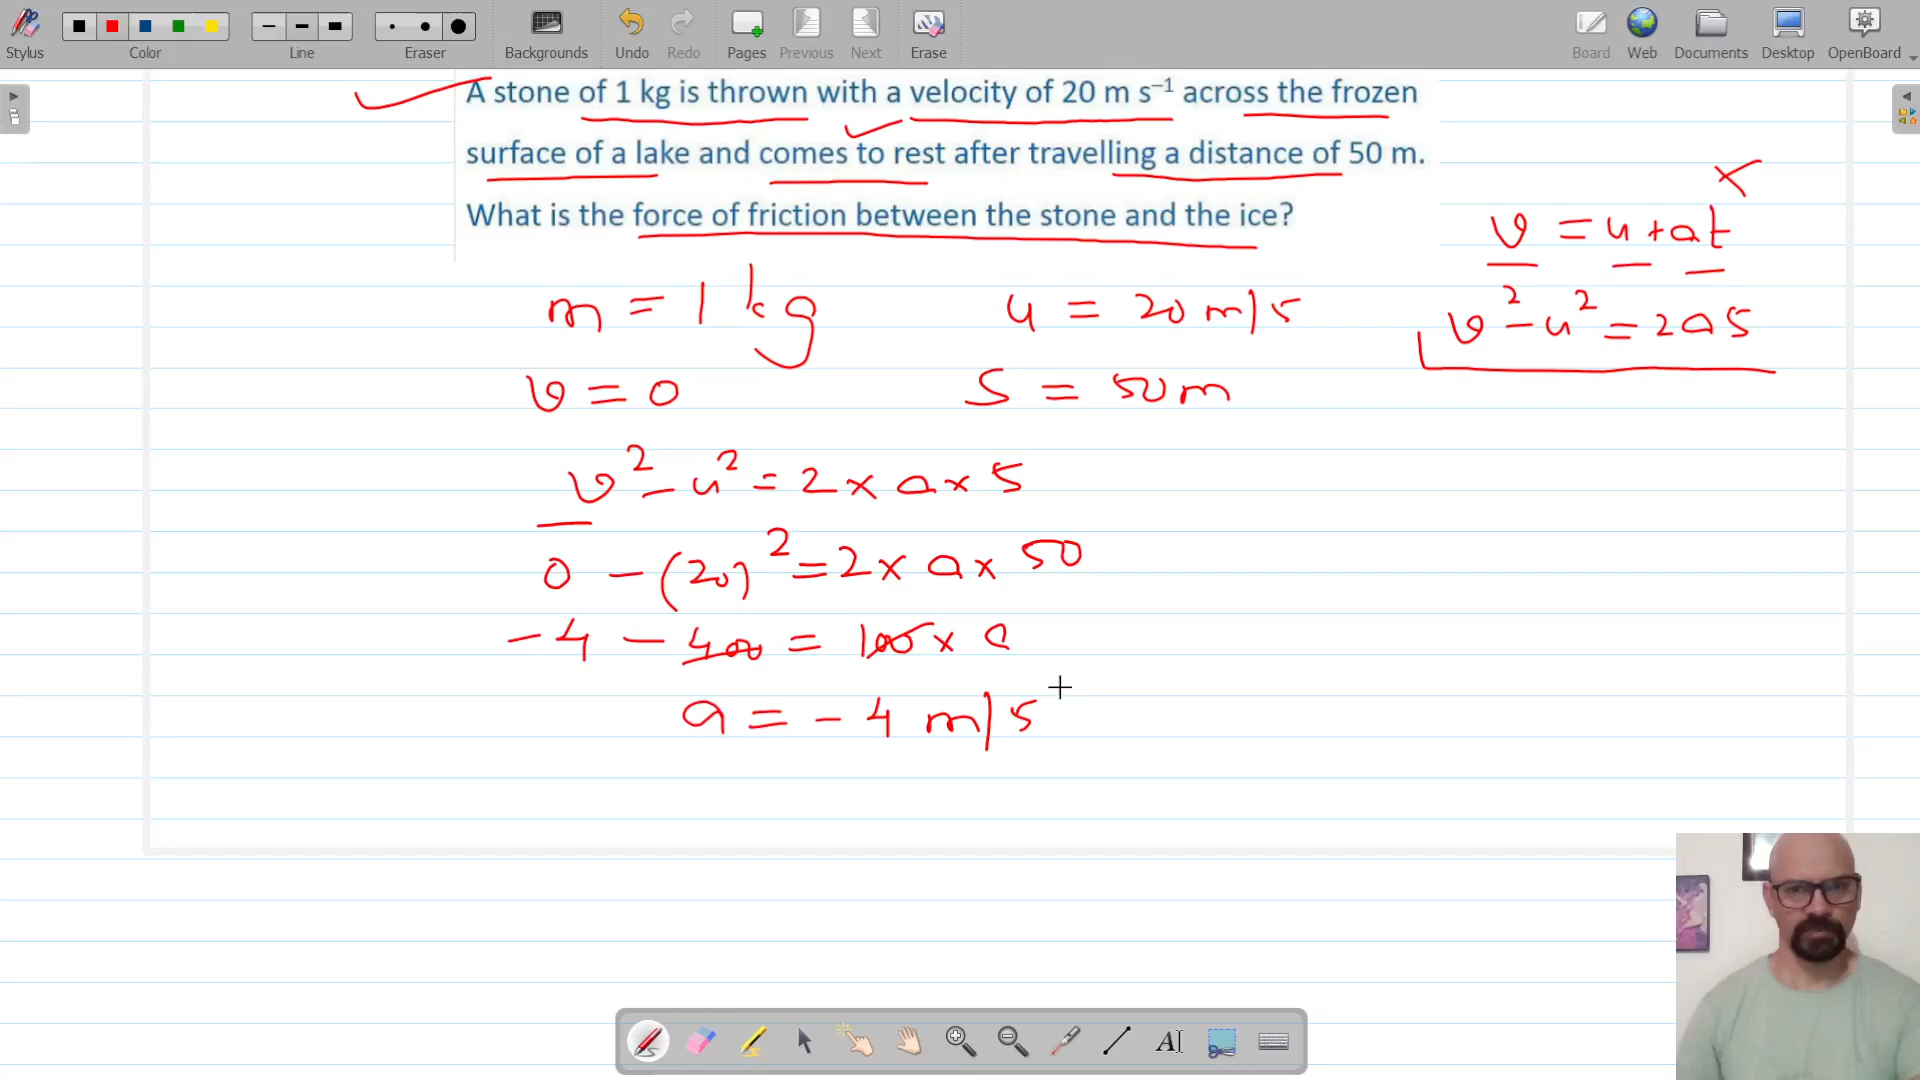 Stylus Color Line Eraser Backgrounds Undo Redo Pages Previous Next Erase Board Web Documents Desktop OpenBoard
A stone of 1 kg is thrown with a velocity of 20 m s⁻¹ across the frozen
surface of a lake and comes to rest after travelling a distance of 50 m.
What is the force of friction between the stone and the ice?
v = u + at
v² - u² = 2as
m = 1 kg u = 20 m/s
v = 0 S = 50 m
v² - u² = 2 × a × s
0 - (20)² = 2 × a × 50
-4 - 400 = 100 × a
a = -4 m/s
AI